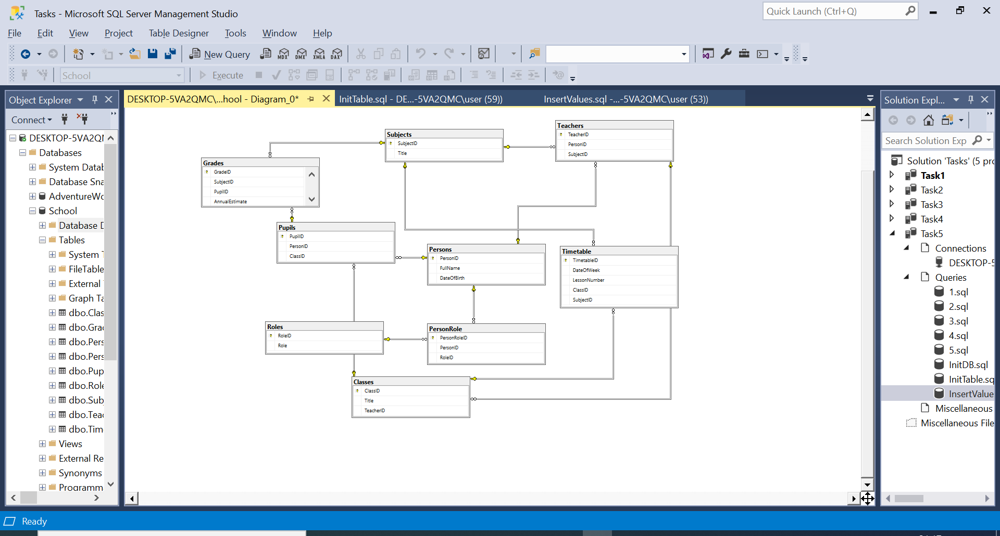 Tasks - Microsoft SQL Server Management Studio
Quick Launch (Ctrl+Q)
File Edit View Project Table Designer Tools Window Help
New Query MDX DMX XMLA DAX
School Execute
Object Explorer
DESKTOP-5VA2QMC\...hool - Diagram_0*
InitTable.sql - DE...-5VA2QMC\user (59))
InsertValues.sql -...-5VA2QMC\user (53))
Solution Expl...
Connect
DESKTOP-5VA2Q
Databases
System Datab
Database Sna
AdventureWo
School
Database D
Tables
System T
FileTable
External
Graph Ta
dbo.Clas
dbo.Grad
dbo.Pers
dbo.Pers
dbo.Pup
dbo.Role
dbo.Sub
dbo.Teac
dbo.Tim
Views
External Re
Synonyms
Programm
Subjects
SubjectID
Title
Teachers
TeacherID
PersonID
SubjectID
Grades
GradeID
SubjectID
PupilID
AnnualEstimate
Pupils
PupilID
PersonID
ClassID
Persons
PersonID
FullName
DateOfBirth
Timetable
TimetableID
DateOfWeek
LessonNumber
ClassID
SubjectID
Roles
RoleID
Role
PersonRole
PersonRoleID
PersonID
RoleID
Classes
ClassID
Title
TeacherID
Search Solution Exp
Solution 'Tasks' (5 pro
Task1
Task2
Task3
Task4
Task5
Connections
DESKTOP-5
Queries
1.sql
2.sql
3.sql
4.sql
5.sql
InitDB.sql
InitTable.sq
InsertValue
Miscellaneous
Miscellaneous File
Ready